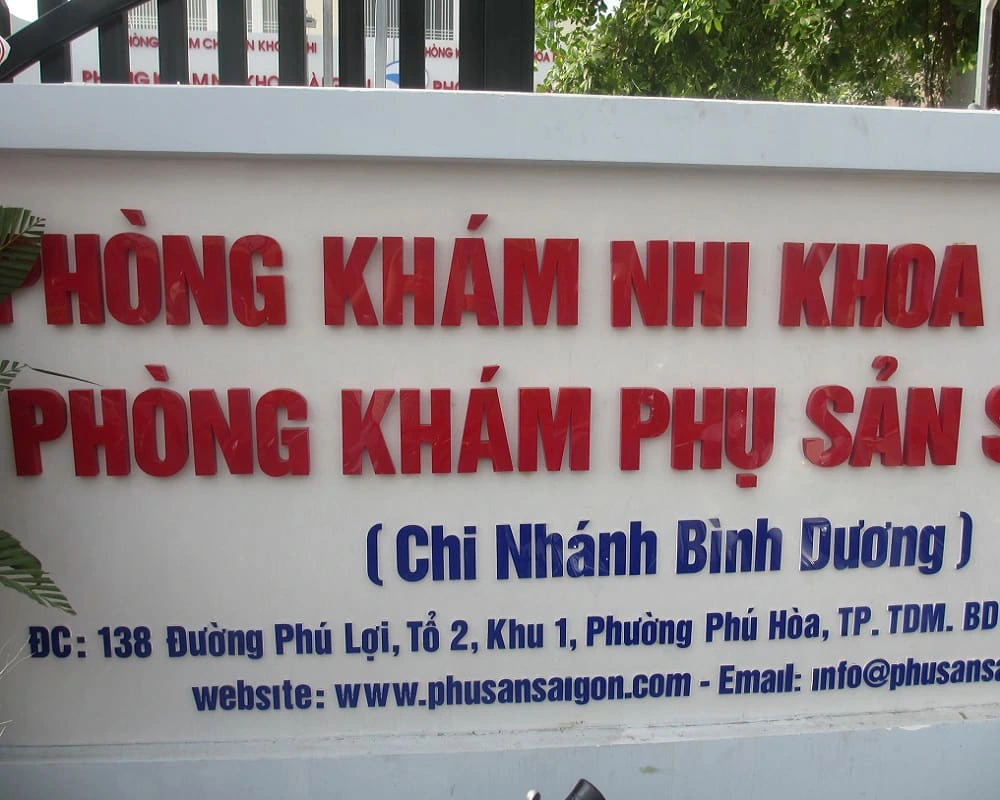 PHÒNG KHÁM NHI KHOA
PHÒNG KHÁM PHỤ SẢN S
( Chi Nhánh Bình Dương )
ĐC: 138 Đường Phú Lợi, Tổ 2, Khu 1, Phường Phú Hòa, TP. TDM. BD
website: www.phusansaigon.com - Email: info@phusansa